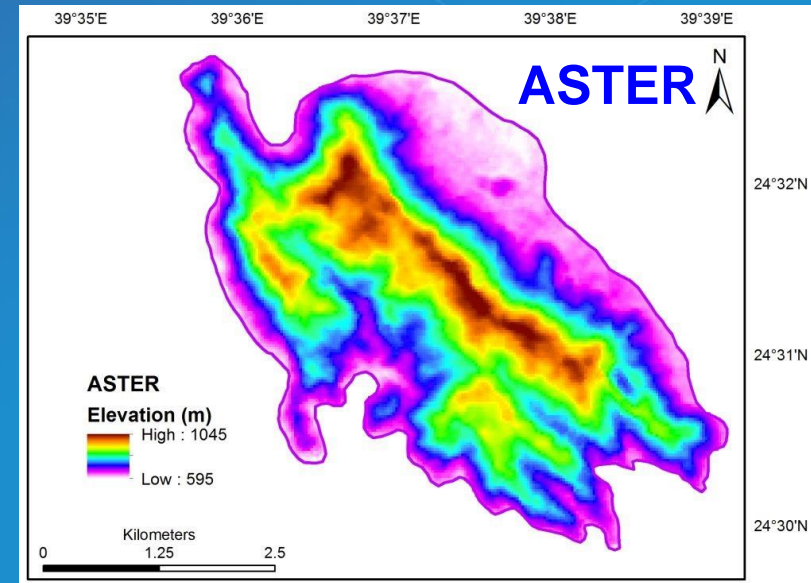 39°35'E 39°36'E 39°37'E 39°38'E 39°39'E
ASTER
N
24°32'N
24°31'N
24°30'N
ASTER
Elevation (m)
High : 1045
Low : 595
Kilometers
0 1.25 2.5